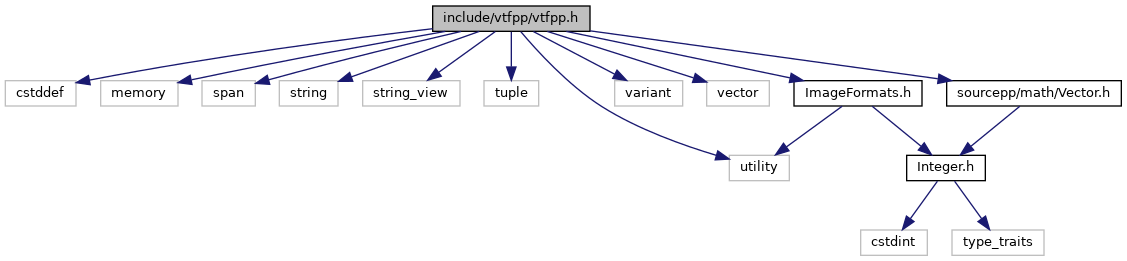 include/vtfpp/vtfpp.h
cstddef
memory
span
string
string_view
tuple
variant
vector
ImageFormats.h
sourcepp/math/Vector.h
utility
Integer.h
cstdint
type_traits